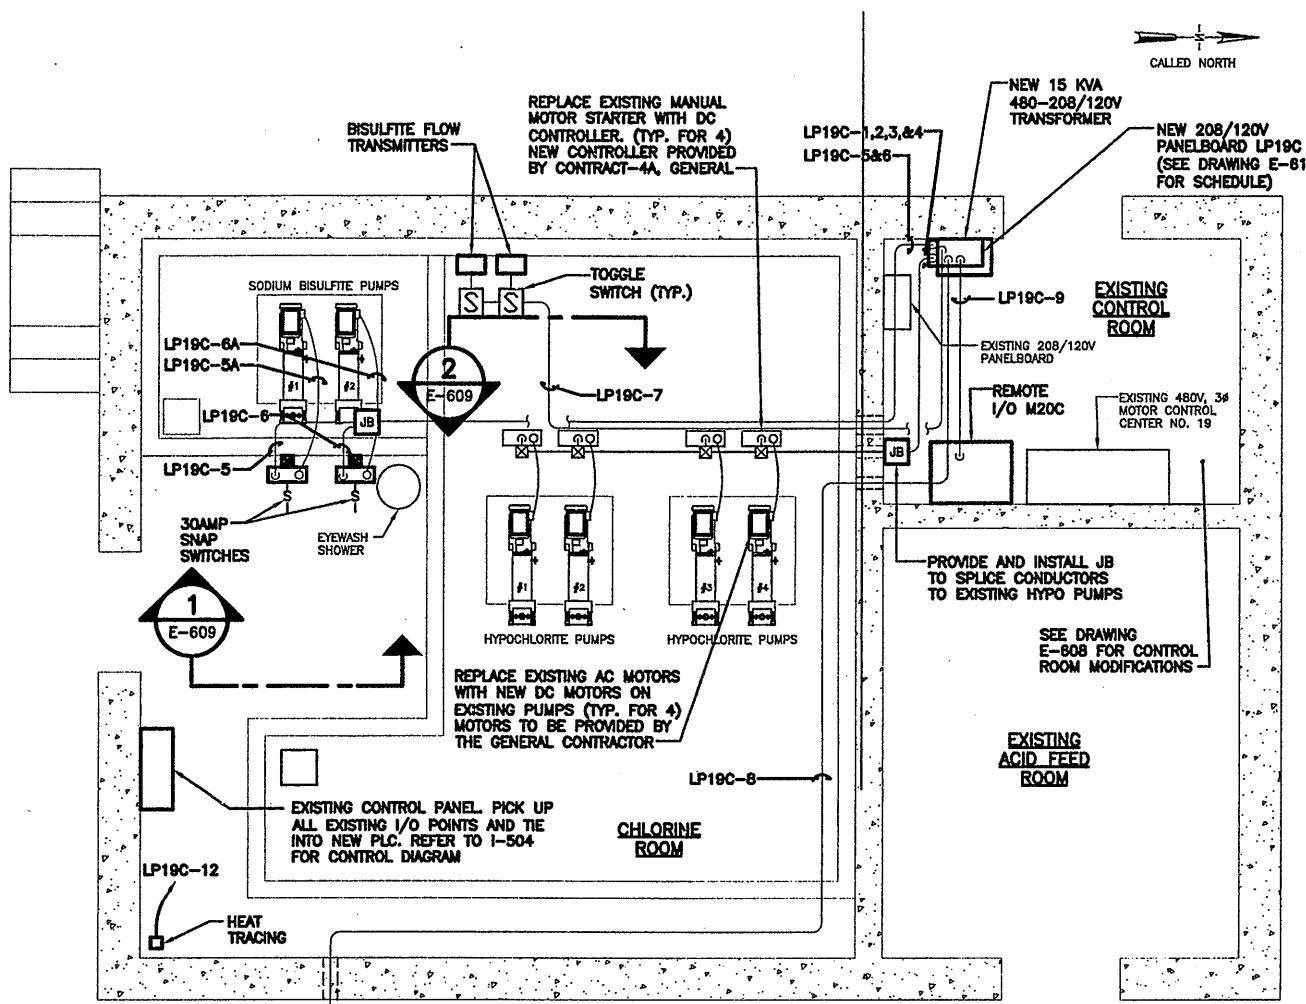 CALLED NORTH
NEW 15 KVA
480-208/120V
TRANSFORMER
REPLACE EXISTING MANUAL
MOTOR STARTER WITH DC
CONTROLLER. (TYP. FOR 4)
NEW CONTROLLER PROVIDED
BY CONTRACT-4A, GENERAL
BISULFITE FLOW
TRANSMITTERS
LP19C-1,2,3,&4
LP19C-5&6
NEW 208/120V
PANELBOARD LP19C
(SEE DRAWING E-61
FOR SCHEDULE)
TOGGLE
SWITCH (TYP.)
S
S
SODIUM BISULFITE PUMPS
LP19C-9
EXISTING
CONTROL
ROOM
LP19C-6A
LP19C-5A
#1
#2
EXISTING 208/120V
PANELBOARD
2
E-609
LP19C-7
REMOTE
I/O M20C
EXISTING 480V, 3ø
MOTOR CONTROL
CENTER NO. 19
LP19C-6
JB
JB
LP19C-5
S
S
30AMP
SNAP
SWITCHES
EYEWASH
SHOWER
PROVIDE AND INSTALL JB
TO SPLICE CONDUCTORS
TO EXISTING HYPO PUMPS
#1
#2
#3
#4
1
E-609
HYPOCHLORITE PUMPS
HYPOCHLORITE PUMPS
SEE DRAWING
E-608 FOR CONTROL
ROOM MODIFICATIONS
REPLACE EXISTING AC MOTORS
WITH NEW DC MOTORS ON
EXISTING PUMPS (TYP. FOR 4)
MOTORS TO BE PROVIDED BY
THE GENERAL CONTRACTOR
EXISTING
ACID FEED
ROOM
LP19C-8
EXISTING CONTROL PANEL. PICK UP
ALL EXISTING I/O POINTS AND TIE
INTO NEW PLC. REFER TO I-504
FOR CONTROL DIAGRAM
CHLORINE
ROOM
LP19C-12
HEAT
TRACING